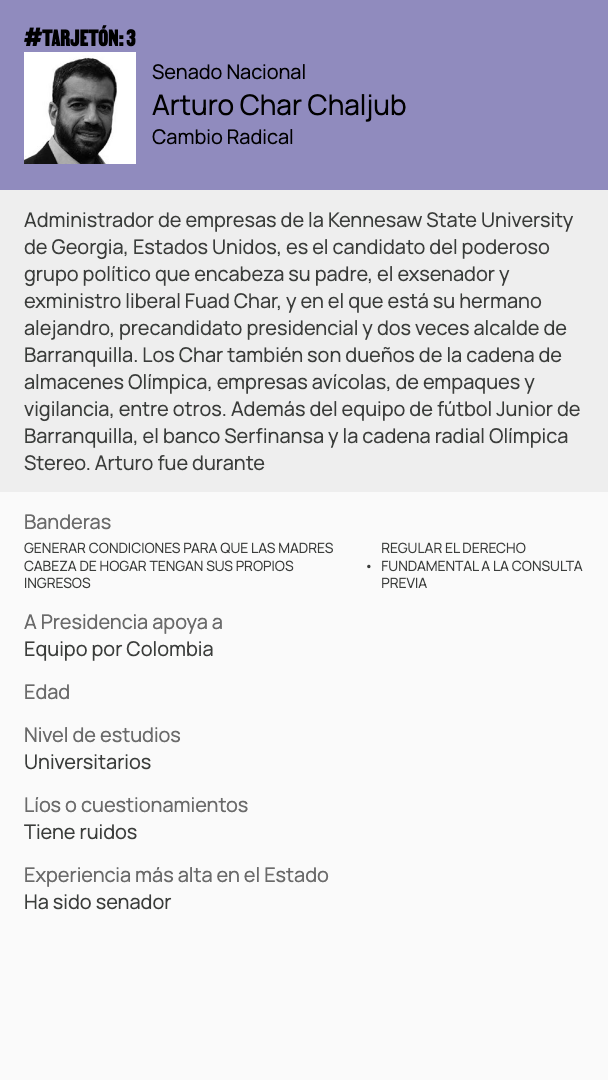 #TARJETÓN: 3
Senado Nacional
Arturo Char Chaljub
Cambio Radical
Administrador de empresas de la Kennesaw State University
de Georgia, Estados Unidos, es el candidato del poderoso
grupo político que encabeza su padre, el exsenador y
exministro liberal Fuad Char, y en el que está su hermano
alejandro, precandidato presidencial y dos veces alcalde de
Barranquilla. Los Char también son dueños de la cadena de
almacenes Olímpica, empresas avícolas, de empaques y
vigilancia, entre otros. Además del equipo de fútbol Junior de
Barranquilla, el banco Serfinansa y la cadena radial Olímpica
Stereo. Arturo fue durante
Banderas
GENERAR CONDICIONES PARA QUE LAS MADRES
CABEZA DE HOGAR TENGAN SUS PROPIOS
INGRESOS
REGULAR EL DERECHO
• FUNDAMENTAL A LA CONSULTA
PREVIA
A Presidencia apoya a
Equipo por Colombia
Edad
Nivel de estudios
Universitarios
Líos o cuestionamientos
Tiene ruidos
Experiencia más alta en el Estado
Ha sido senador